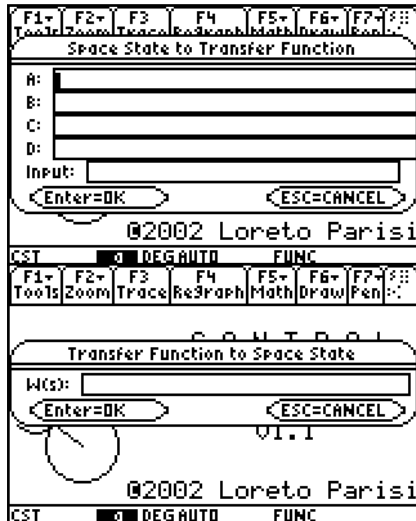 F1 F2 F3 F4 F5 F6 F7
Tools Zoom Trace ReGraph Math Draw Pen
Space State to Transfer Function
A:
B:
C:
D:
Input:
Enter=OK ESC=CANCEL
©2002 Loreto Parisi
CST DEG AUTO FUNC
F1 F2 F3 F4 F5 F6 F7
Tools Zoom Trace ReGraph Math Draw Pen
Transfer Function to Space State
W(s):
Enter=OK ESC=CANCEL
V1.1
©2002 Loreto Parisi
CST DEG AUTO FUNC